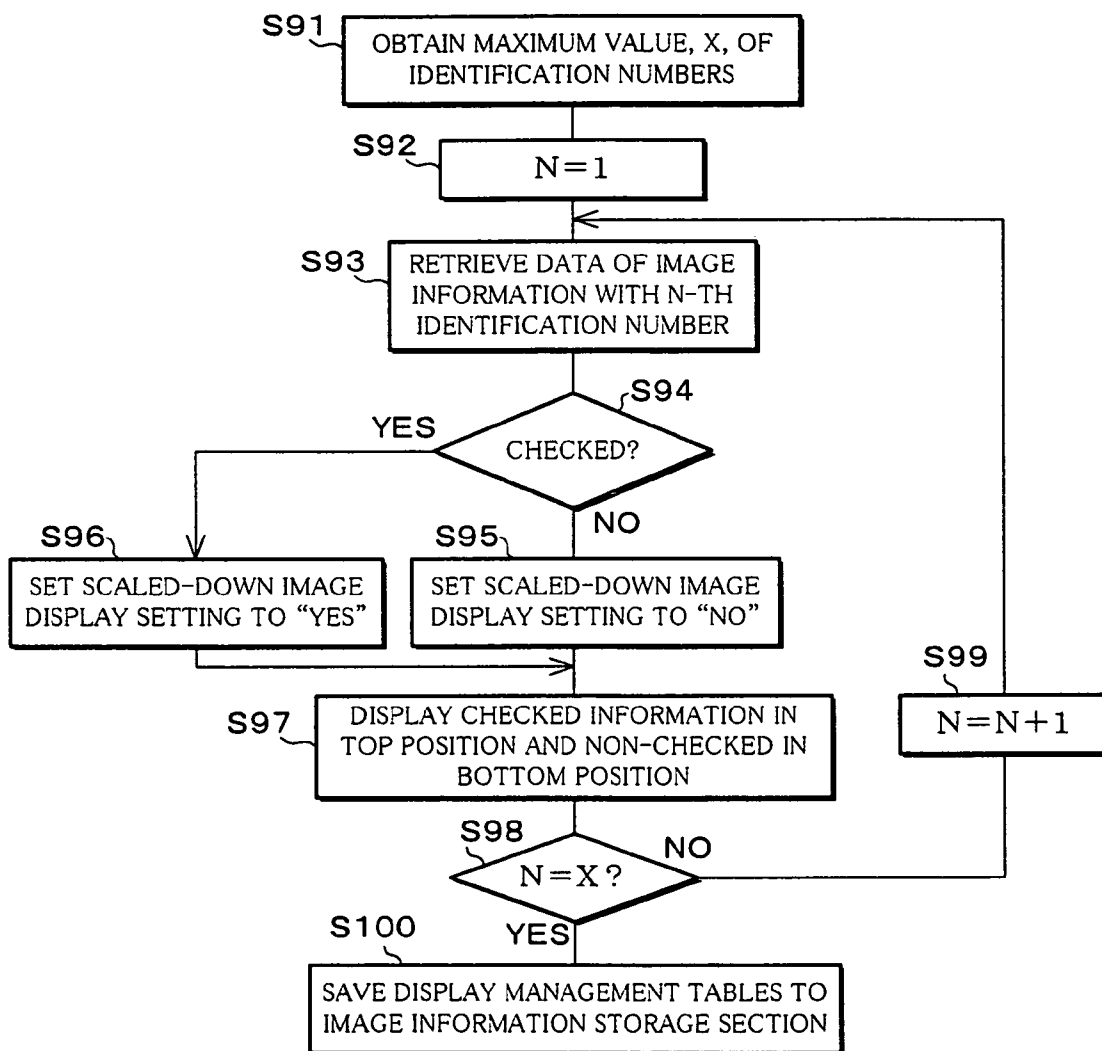 S91
OBTAIN MAXIMUM VALUE, X, OF
IDENTIFICATION NUMBERS
S92
N=1
S93
RETRIEVE DATA OF IMAGE
INFORMATION WITH N-TH
IDENTIFICATION NUMBER
S94
YES
CHECKED?
NO
S96
SET SCALED-DOWN IMAGE
DISPLAY SETTING TO “YES”
S95
SET SCALED-DOWN IMAGE
DISPLAY SETTING TO “NO”
S97
DISPLAY CHECKED INFORMATION IN
TOP POSITION AND NON-CHECKED IN
BOTTOM POSITION
S99
N=N+1
S98
N=X?
NO
YES
S100
SAVE DISPLAY MANAGEMENT TABLES TO
IMAGE INFORMATION STORAGE SECTION